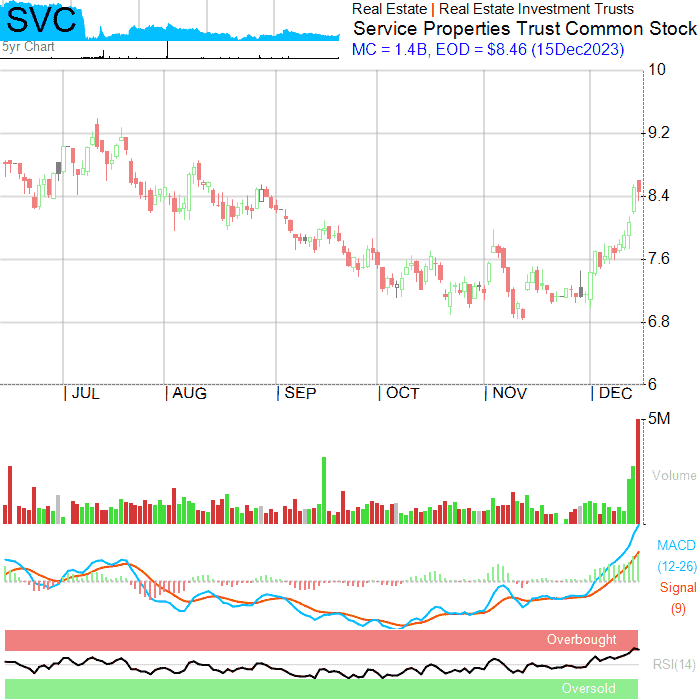 SVC
5yr Chart
Real Estate | Real Estate Investment Trusts
Service Properties Trust Common Stock
MC = 1.4B, EOD = $8.46 (15Dec2023)
10
9.2
8.4
7.6
6.8
6
JUL AUG SEP OCT NOV DEC
5M
Volume
MACD
(12-26)
Signal
(9)
Overbought
RSI(14)
Oversold